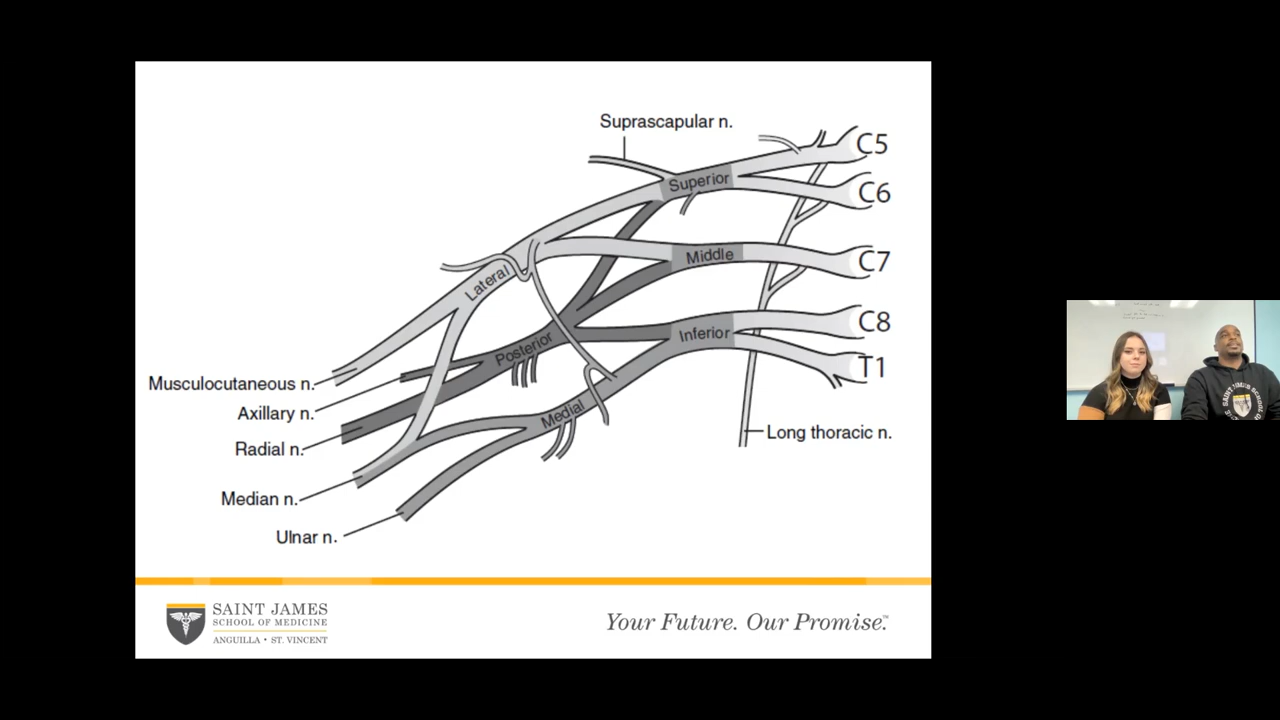 Suprascapular n.
C5
Superior
C6
Middle
C7
Lateral
C8
Inferior
Posterior
T1
Musculocutaneous n.
Axillary n.
Medial
Long thoracic n.
Radial n.
Median n.
Ulnar n.
SAINT JAMES
SCHOOL OF MEDICINE
ANGUILLA • ST. VINCENT
Your Future. Our Promise.™